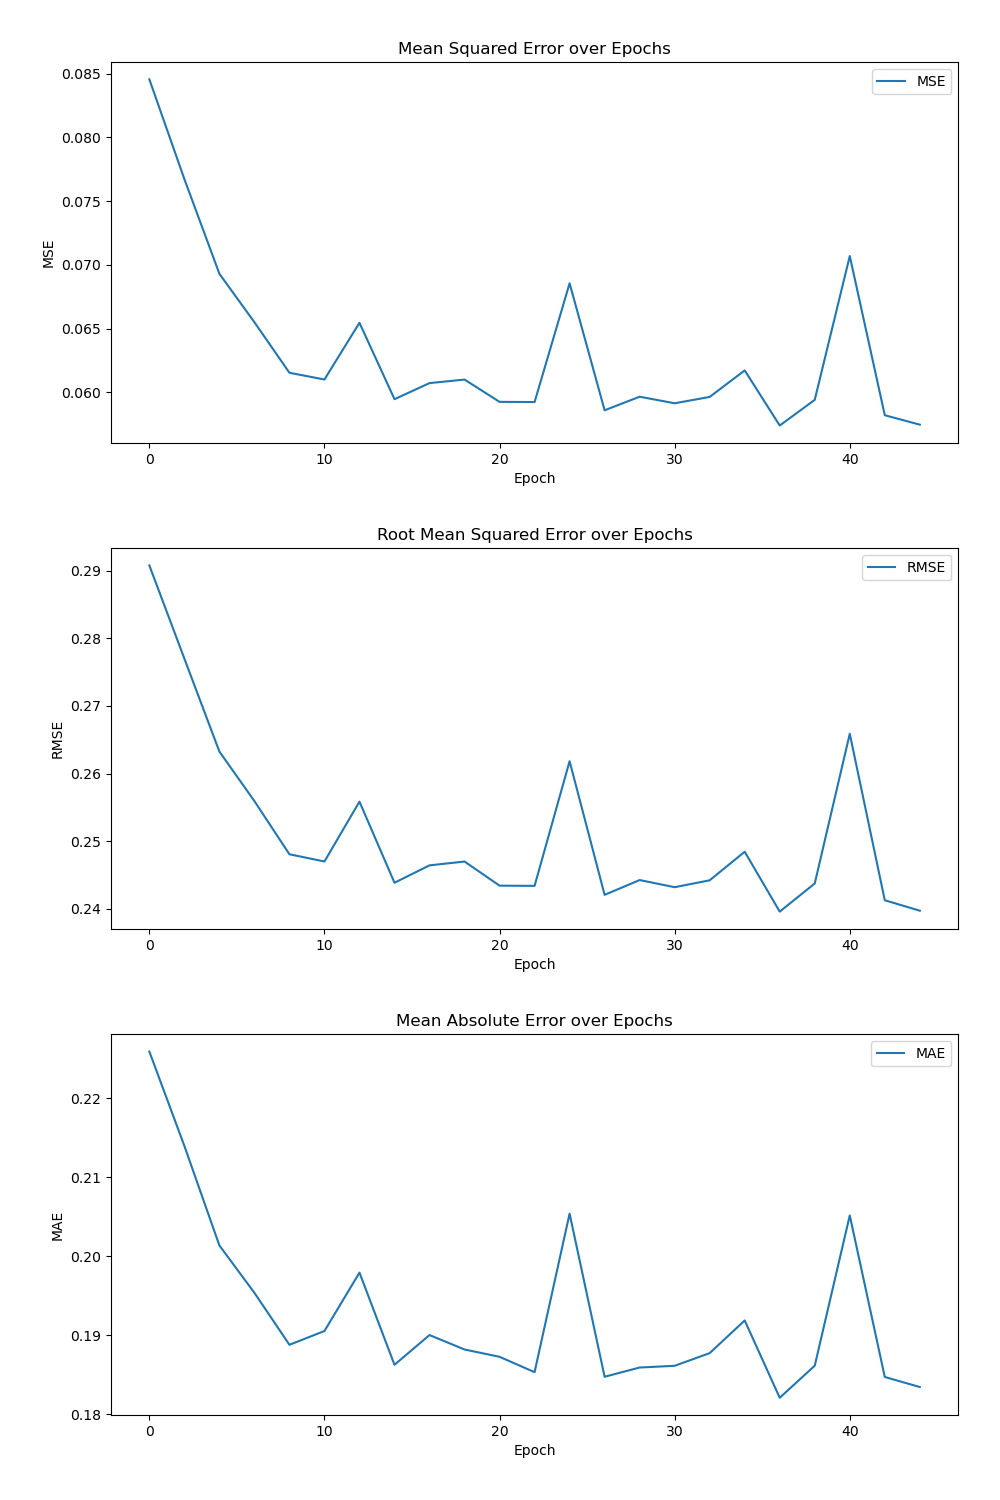 Mean Squared Error over Epochs
MSE
0.085
0.080
0.075
0.070
0.065
0.060
MSE
0 10 20 30 40
Epoch
Root Mean Squared Error over Epochs
RMSE
0.29
0.28
0.27
0.26
0.25
0.24
RMSE
0 10 20 30 40
Epoch
Mean Absolute Error over Epochs
MAE
0.22
0.21
0.20
0.19
0.18
MAE
0 10 20 30 40
Epoch